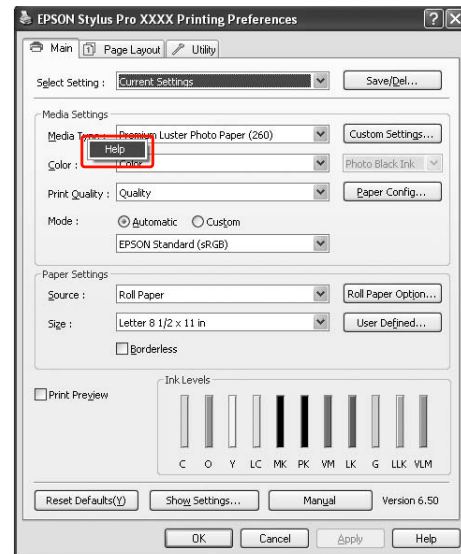 EPSON Stylus Pro XXXX Printing Preferences
Main Page Layout Utility
Select Setting : Current Settings Save/Del...
Media Settings
Media Type : Premium Luster Photo Paper (260) Custom Settings...
Help
Color : Color Photo Black Ink
Print Quality : Quality Paper Config...
Mode : Automatic Custom
EPSON Standard (sRGB)
Paper Settings
Source : Roll Paper Roll Paper Option...
Size : Letter 8 1/2 x 11 in User Defined...
Borderless
Print Preview
Ink Levels
C O Y LC MK PK VM LK G LLK VLM
Reset Defaults(Y) Show Settings... Manual Version 6.50
OK Cancel Apply Help